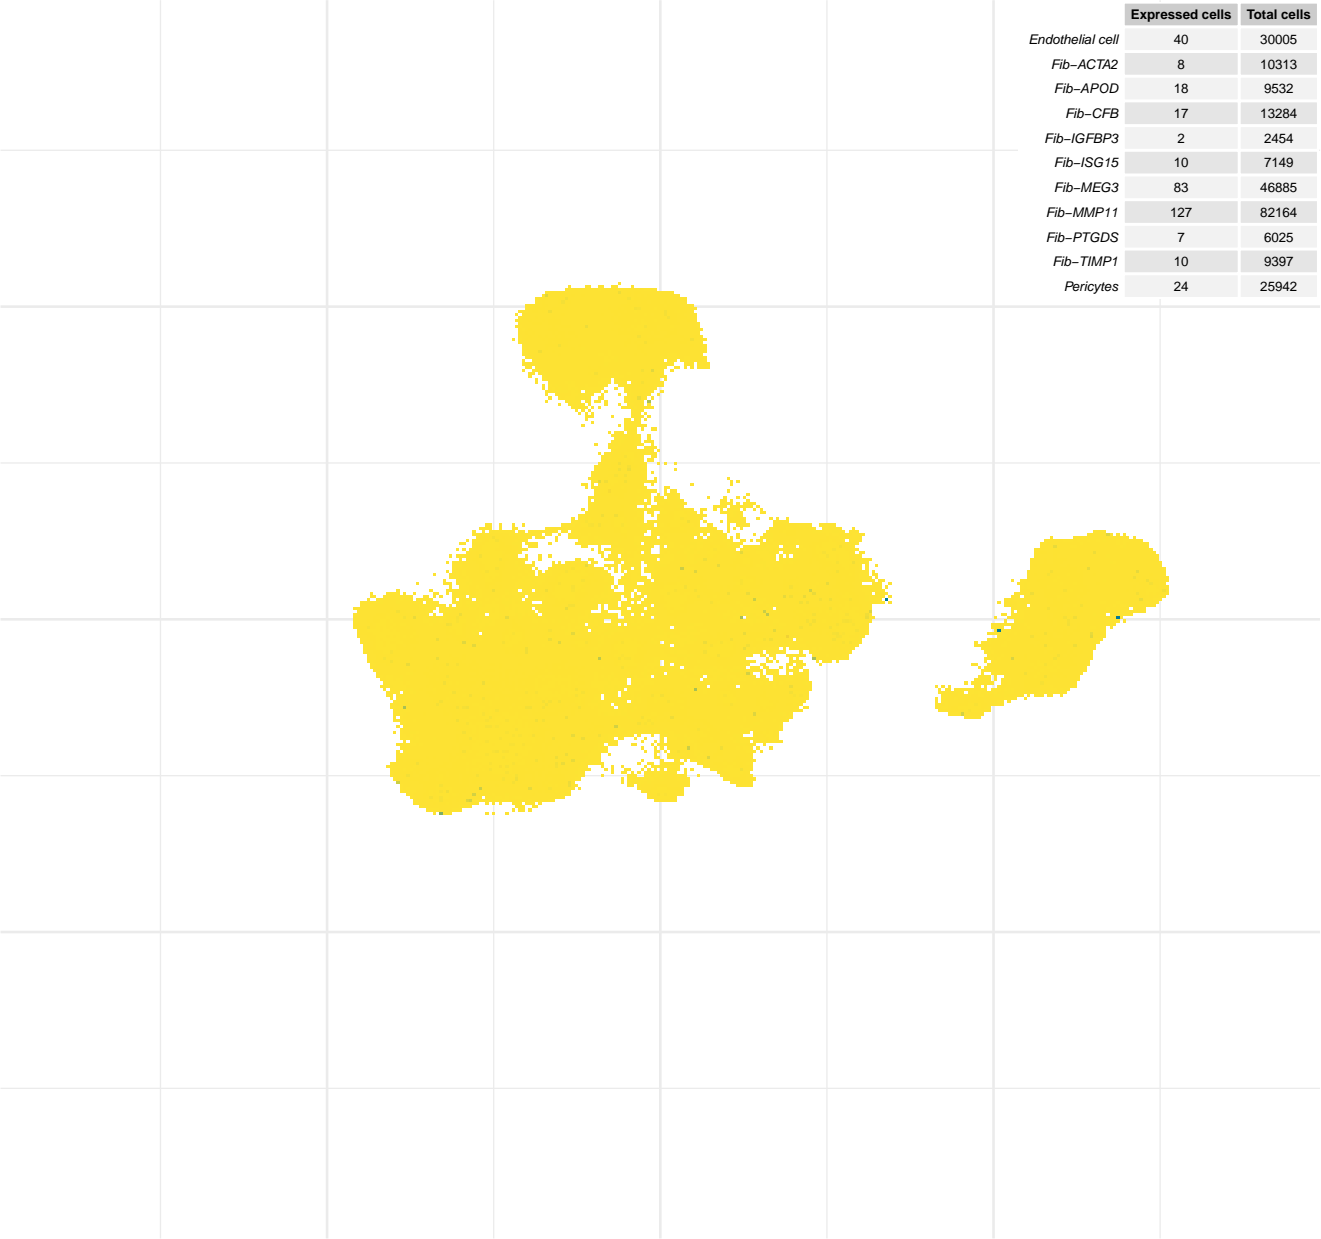 Expressed cells Total cells
Endothelial cell 40 30005
Fib−ACTA2 8 10313
Fib−APOD 18 9532
Fib−CFB 17 13284
Fib−IGFBP3 2 2454
Fib−ISG15 10 7149
Fib−MEG3 83 46885
Fib−MMP11 127 82164
Fib−PTGDS 7 6025
Fib−TIMP1 10 9397
Pericytes 24 25942